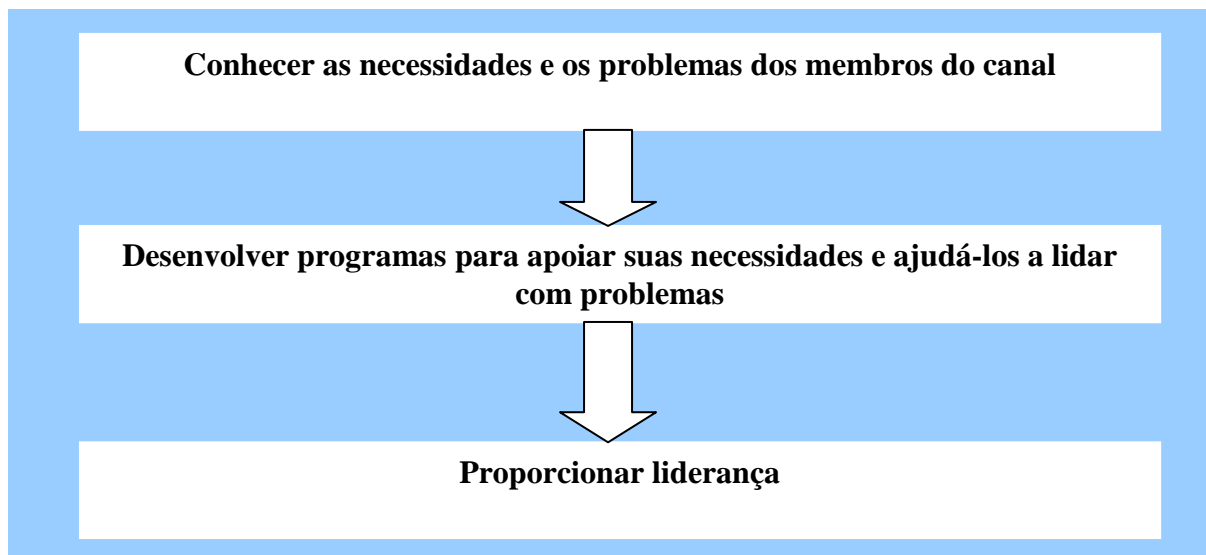 Conhecer as necessidades e os problemas dos membros do canal
Desenvolver programas para apoiar suas necessidades e ajudá-los a lidar
com problemas
Proporcionar liderança